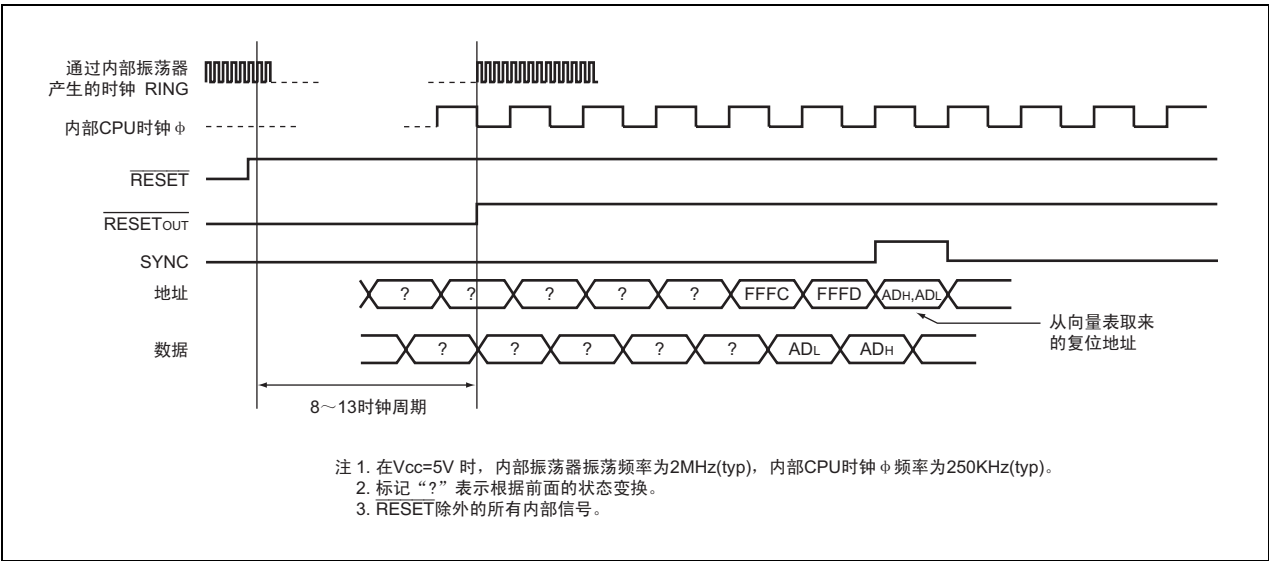 通过内部振荡器
产生的时钟 RING
内部CPU时钟 φ
RESET
RESETOUT
SYNC
地址
? ? ? ? ? FFFC FFFD ADH,ADL
从向量表取来
的复位地址
数据
? ? ? ? ? ADL ADH
8～13时钟周期
注 1. 在Vcc=5V 时，内部振荡器振荡频率为2MHz(typ)，内部CPU时钟 φ 频率为250KHz(typ)。
2. 标记“?”表示根据前面的状态变换。
3. RESET除外的所有内部信号。